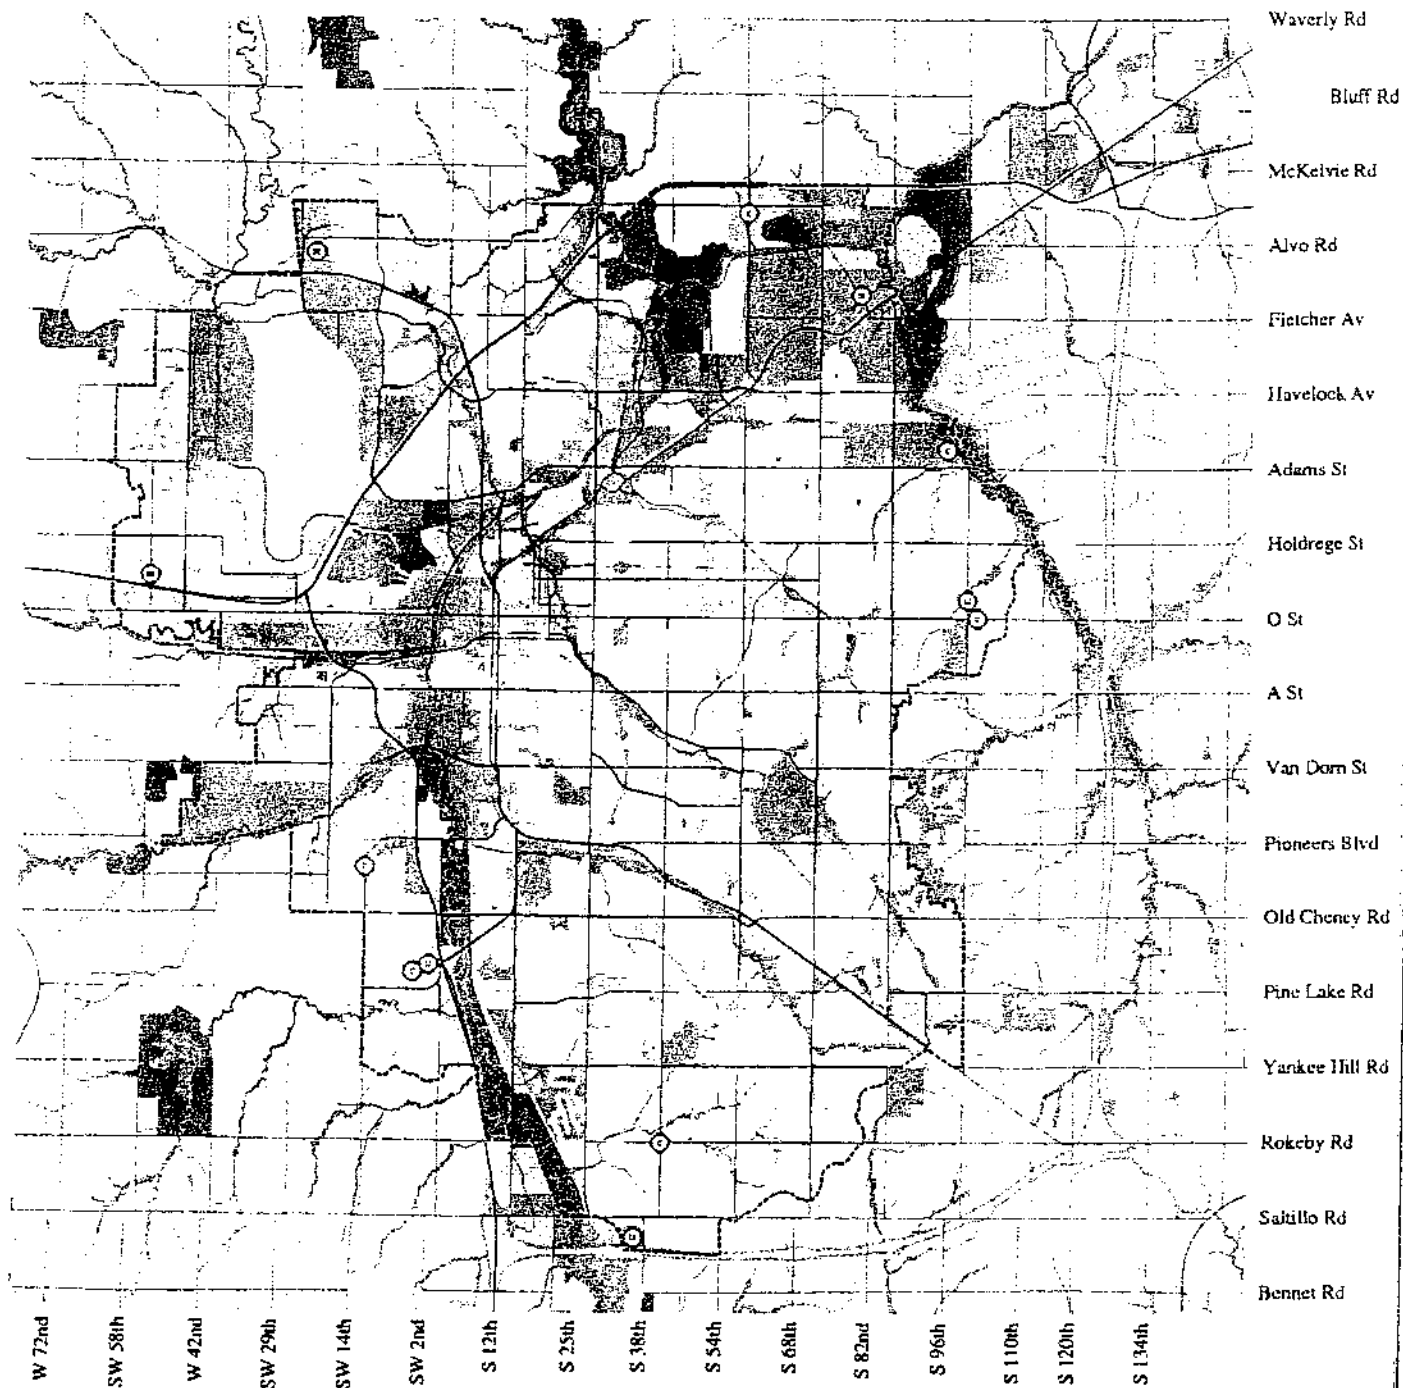 Waverly Rd
Bluff Rd
McKelvie Rd
Alvo Rd
Fletcher Av
Havelock Av
Adams St
Holdrege St
O St
A St
Van Dorn St
Pioneers Blvd
Old Cheney Rd
Pine Lake Rd
Yankee Hill Rd
Rokeby Rd
Saltillo Rd
Bennet Rd
W 72nd
SW 58th
W 42nd
SW 29th
SW 14th
SW 2nd
S 12th
S 25th
S 38th
S 54th
S 68th
S 82nd
S 96th
S 110th
S 120th
S 134th